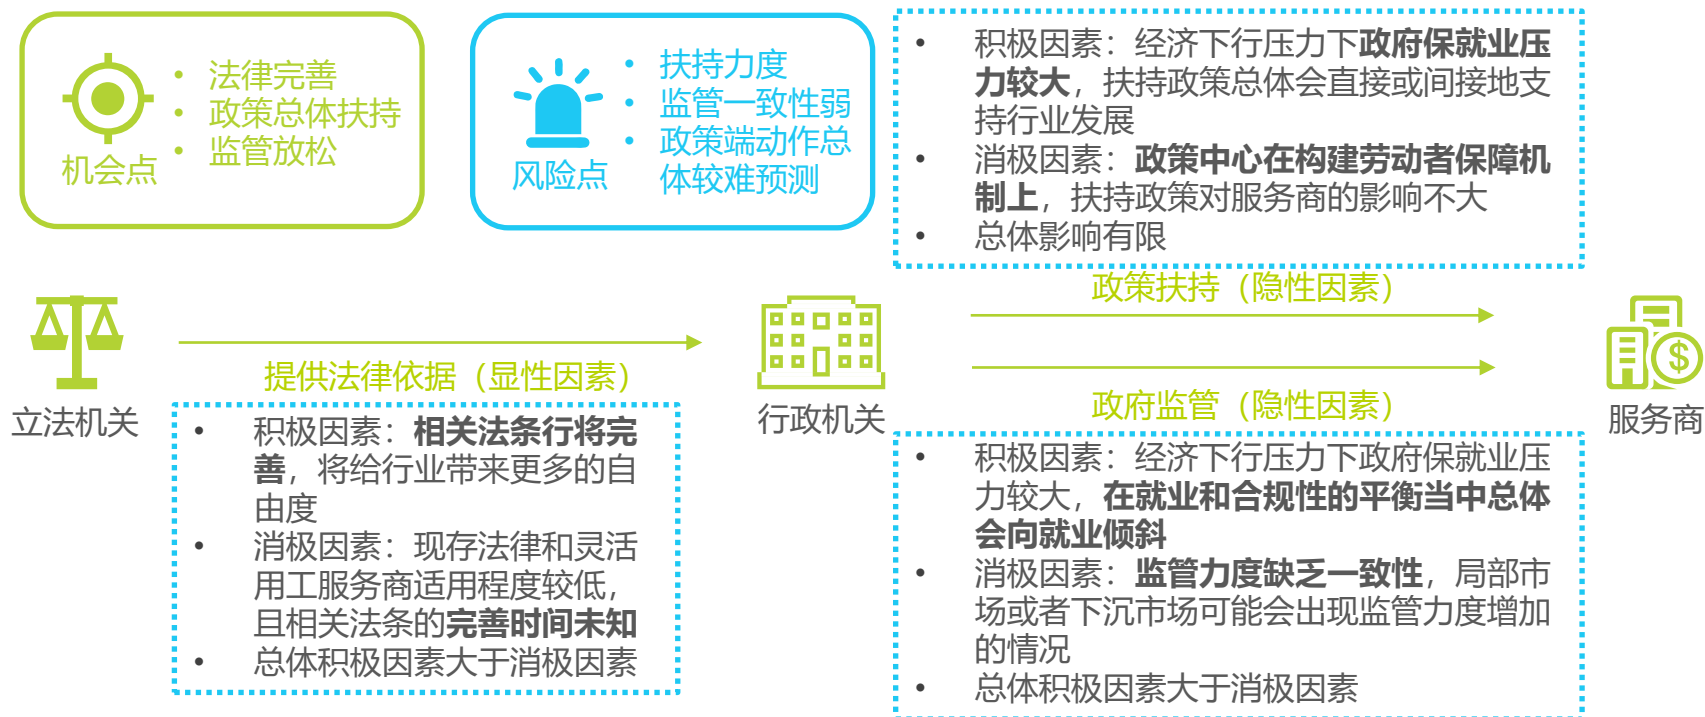 • 法律完善
• 政策总体扶持
• 监管放松
机会点
• 扶持力度
• 监管一致性弱
• 政策端动作总
体较难预测
风险点
• 积极因素：经济下行压力下政府保就业压
力较大，扶持政策总体会直接或间接地支
持行业发展
• 消极因素：政策中心在构建劳动者保障机
制上，扶持政策对服务商的影响不大
• 总体影响有限
政策扶持（隐性因素）
提供法律依据（显性因素）
政府监管（隐性因素）
立法机关
行政机关
服务商
• 积极因素：相关法条行将完
善，将给行业带来更多的自
由度
• 消极因素：现存法律和灵活
用工服务商适用程度较低，
且相关法条的完善时间未知
• 总体积极因素大于消极因素
• 积极因素：经济下行压力下政府保就业压
力较大，在就业和合规性的平衡当中总体
会向就业倾斜
• 消极因素：监管力度缺乏一致性，局部市
场或者下沉市场可能会出现监管力度增加
的情况
• 总体积极因素大于消极因素
$